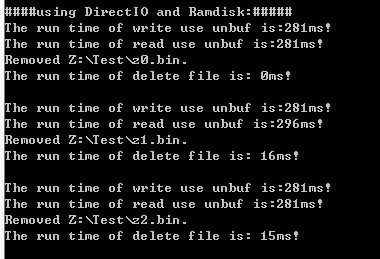 ####using DirectIO and Ramdisk:#####
The run time of write use unbuf is:281ms!
The run time of read use unbuf is:281ms!
Removed Z:\Test\z0.bin.
The run time of delete file is: 0ms!
The run time of write use unbuf is:281ms!
The run time of read use unbuf is:296ms!
Removed Z:\Test\z1.bin.
The run time of delete file is: 16ms!
The run time of write use unbuf is:281ms!
The run time of read use unbuf is:281ms!
Removed Z:\Test\z2.bin.
The run time of delete file is: 15ms!